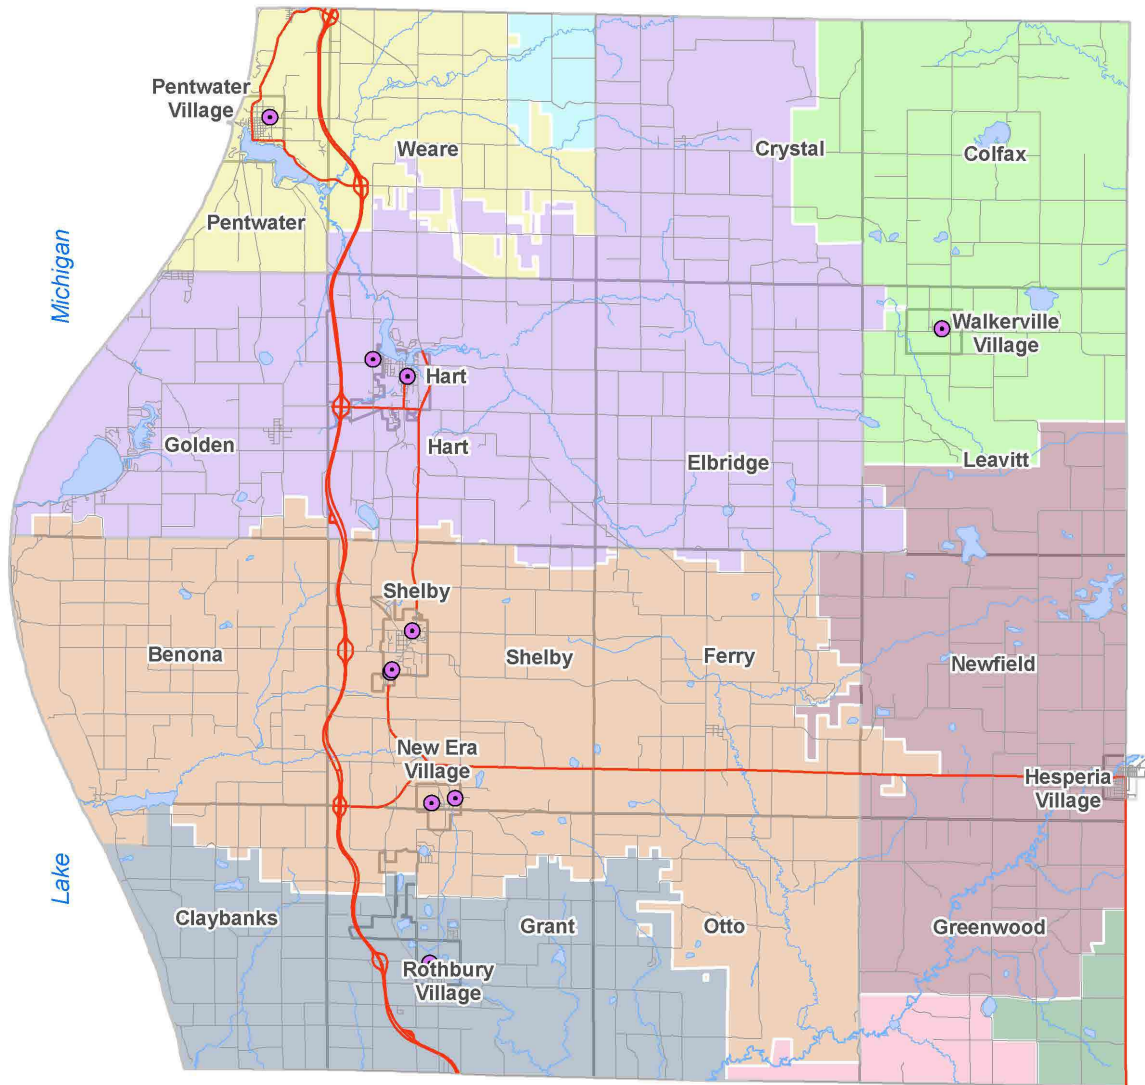 Pentwater
Village
Weare
Crystal
Colfax
Pentwater
Michigan
Walkerville
Village
Hart
Golden
Hart
Elbridge
Leavitt
Shelby
Benona
Shelby
Ferry
Newfield
New Era
Village
Hesperia
Village
Lake
Claybanks
Grant
Otto
Greenwood
Rothbury
Village